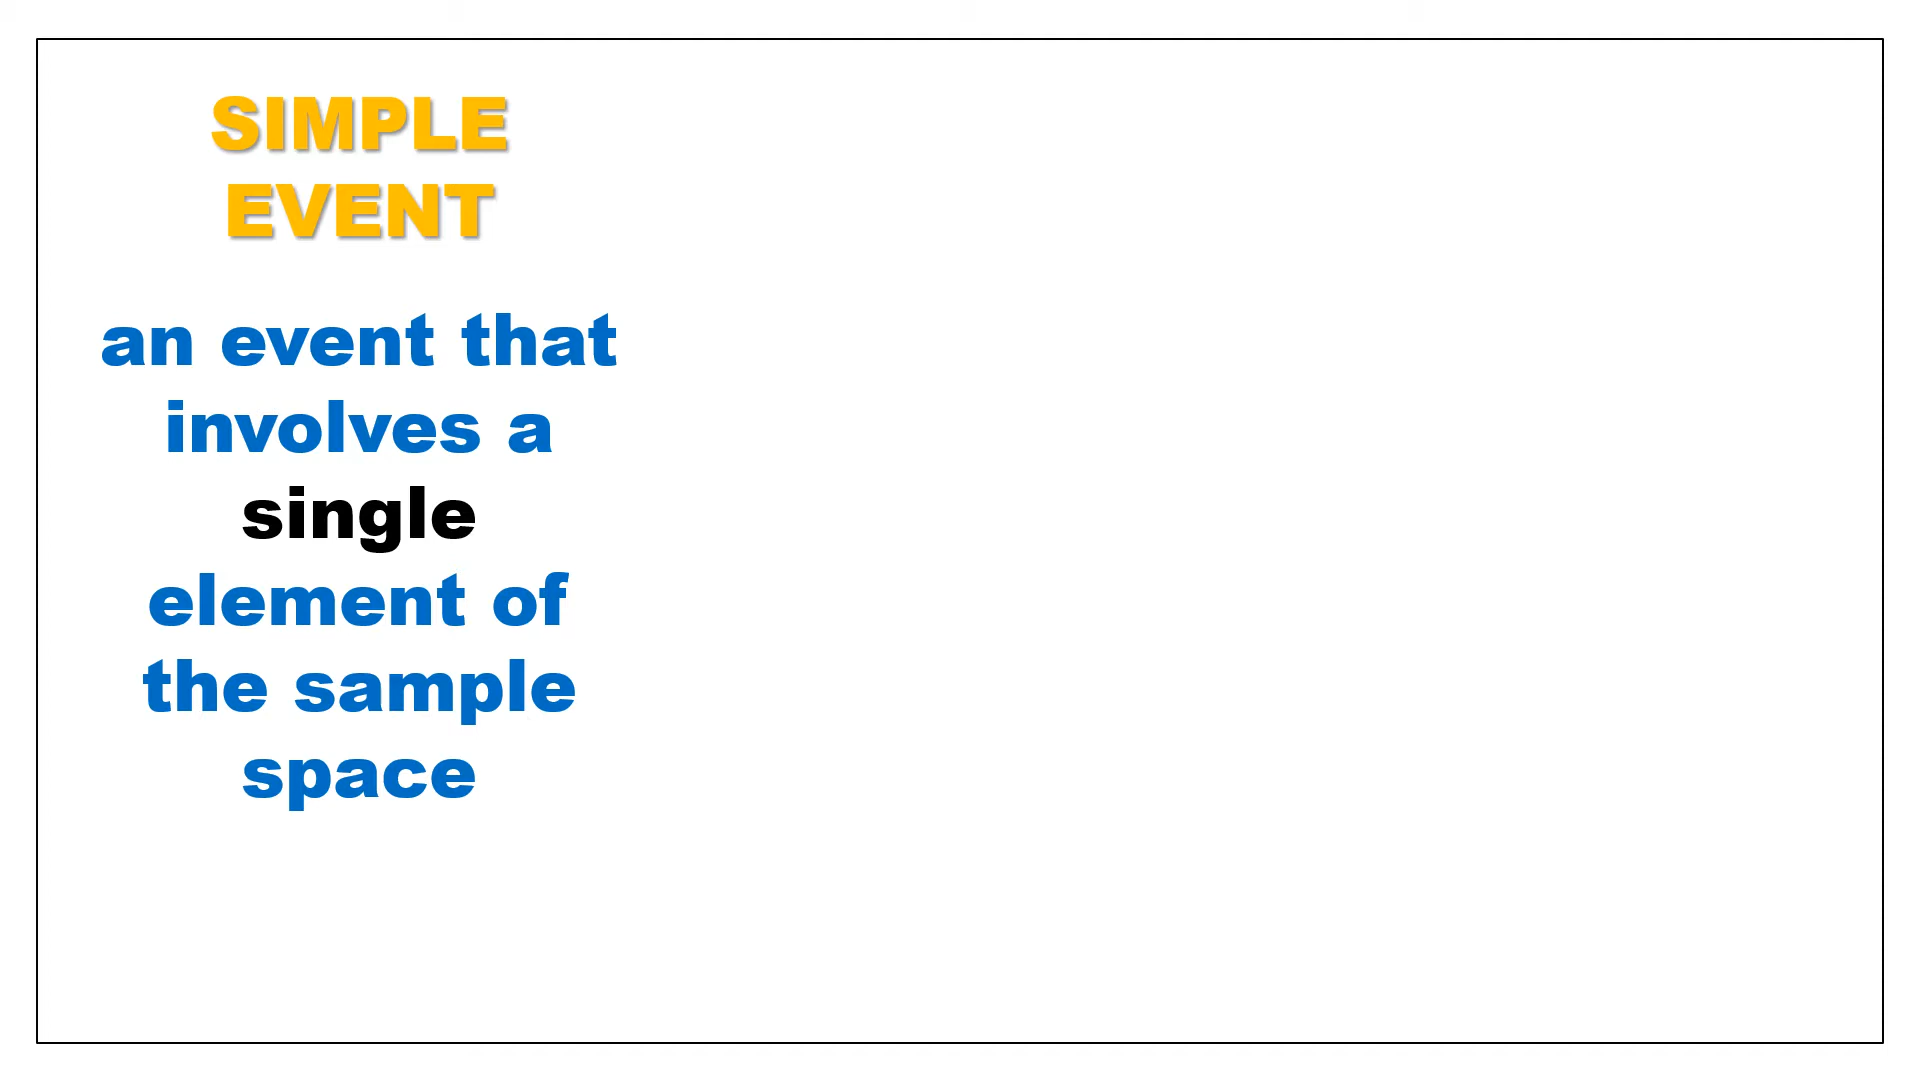 SIMPLE
EVENT
an event that
involves a
single
element of
the sample
space